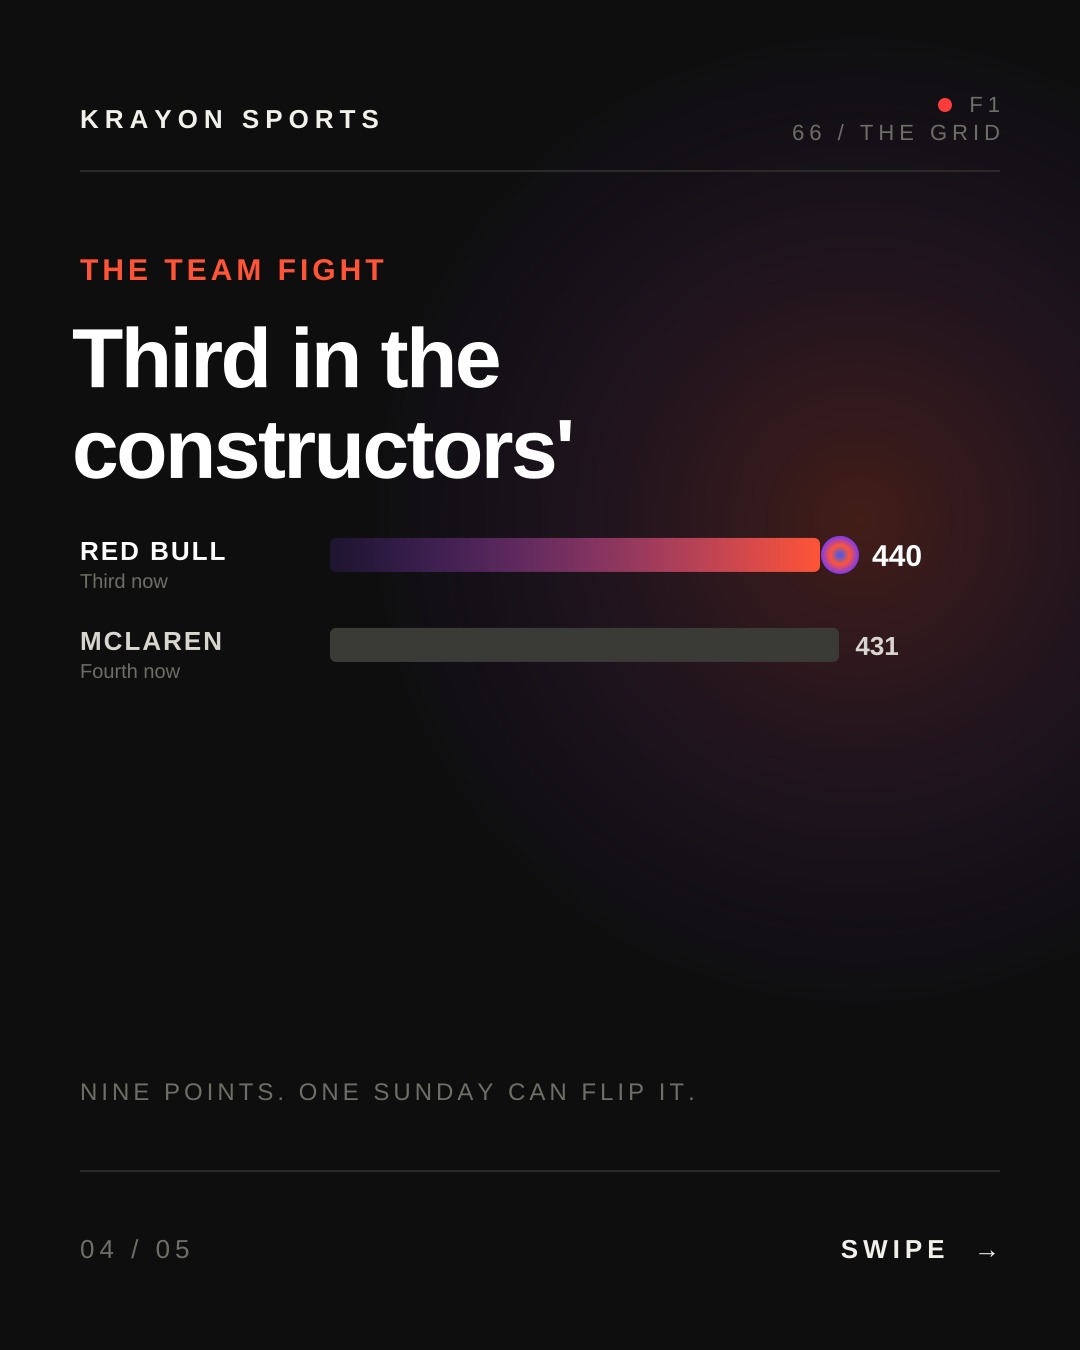 KRAYON SPORTS
F1
66 / THE GRID
THE TEAM FIGHT
Third in the
constructors'
RED BULL
Third now
440
MCLAREN
Fourth now
431
NINE POINTS. ONE SUNDAY CAN FLIP IT.
04 / 05
SWIPE →